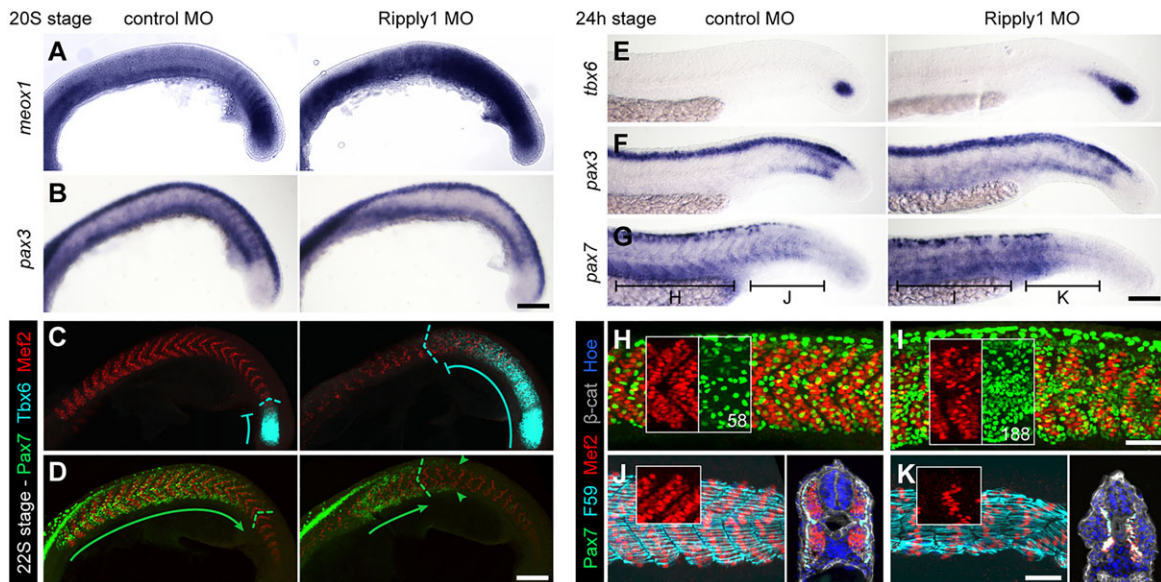 20S stage control MO Ripply1 MO
A
meox1
B
pax3
22S stage - Pax7 Tbx6 Mef2
C
D
24h stage control MO Ripply1 MO
E
tbx6
F
pax3
G
pax7
H J I K
Pax7 F59 Mef2 β-cat Hoe
H 58 I 188
J K